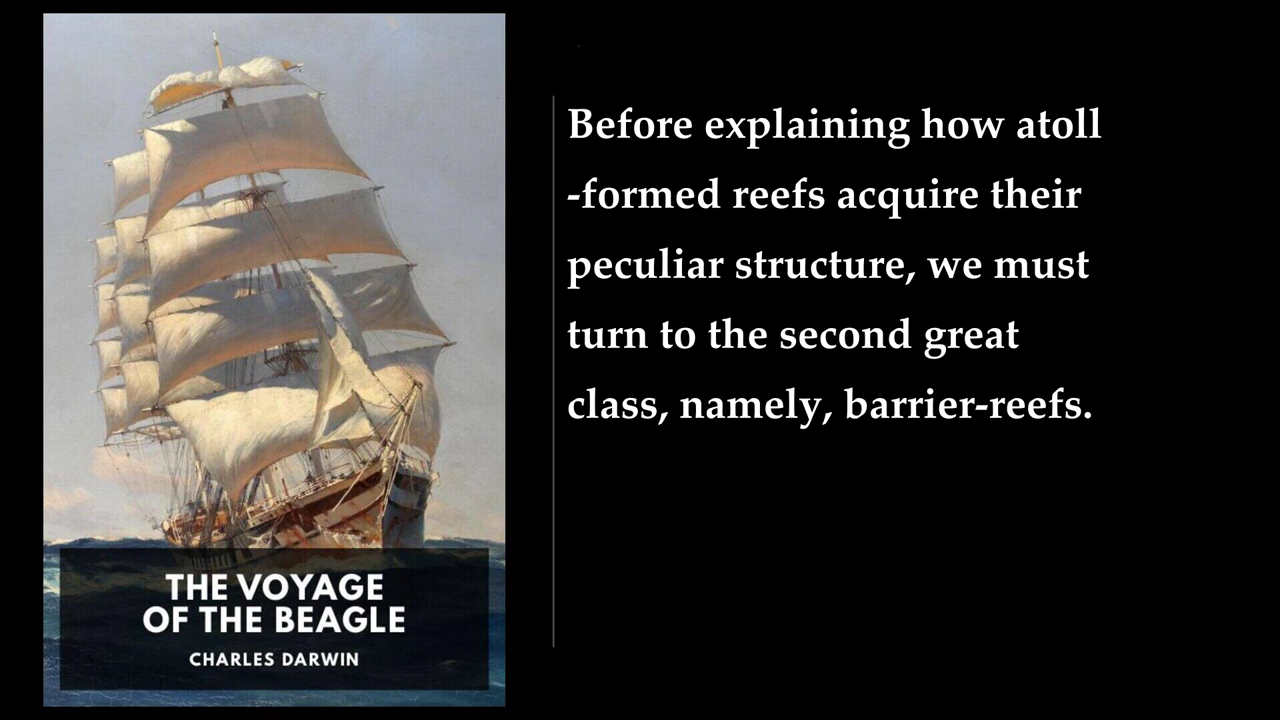 THE VOYAGE
OF THE BEAGLE
CHARLES DARWIN
Before explaining how atoll
-formed reefs acquire their
peculiar structure, we must
turn to the second great
class, namely, barrier-reefs.